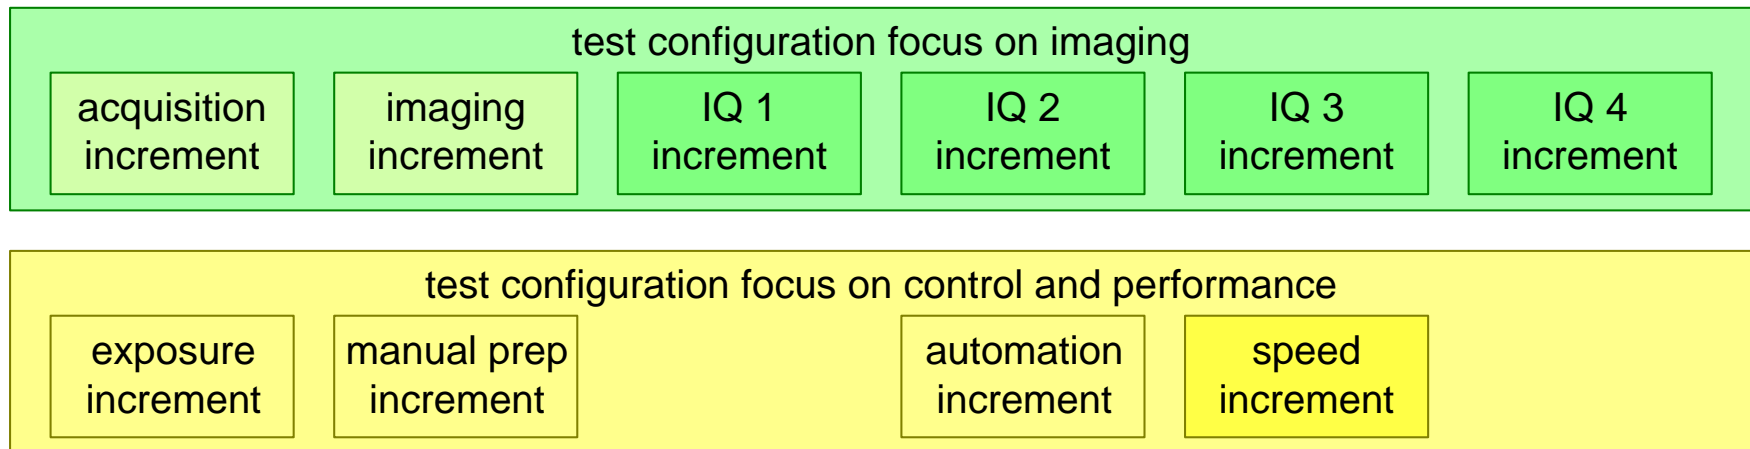 test configuration focus on imaging
acquisition
increment
imaging
increment
IQ 1
increment
IQ 2
increment
IQ 3
increment
IQ 4
increment
test configuration focus on control and performance
exposure
increment
manual prep
increment
automation
increment
speed
increment